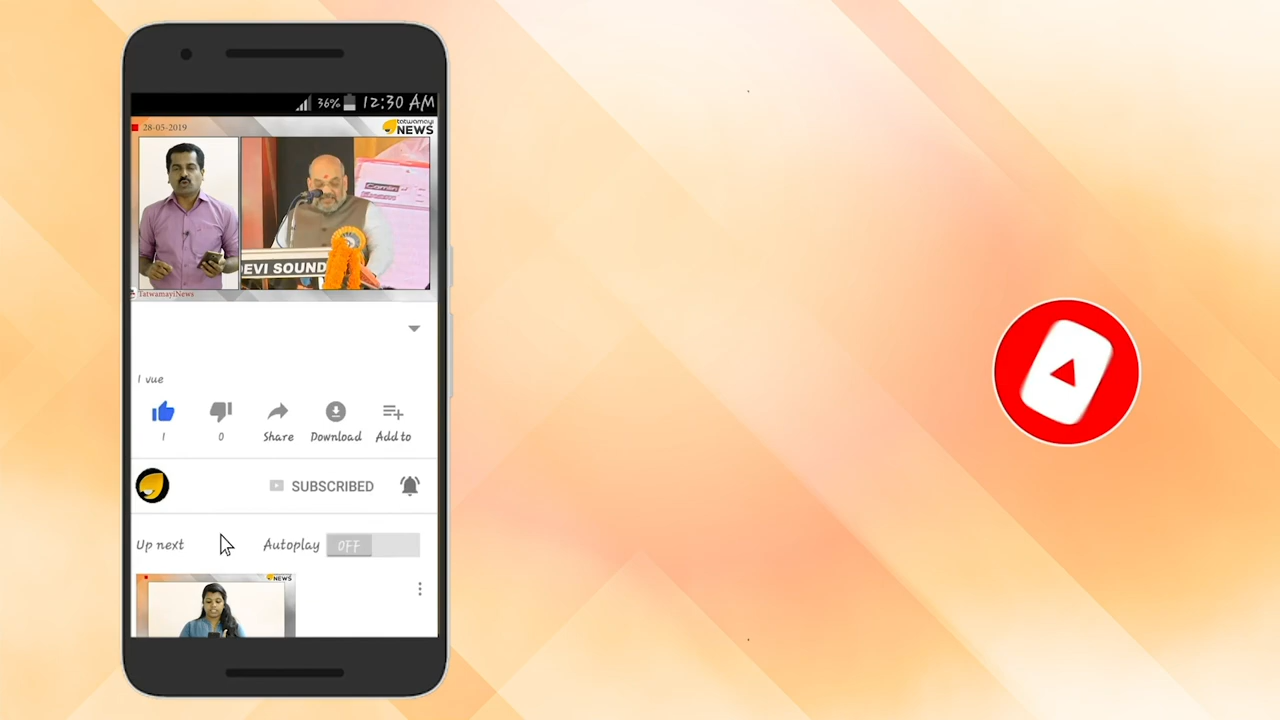 36% 12:30 AM
28-05-2019
tatwamayi
NEWS
DEVI SOUND
TatwamayiNews
1 vue
1
0
Share
Download
Add to
SUBSCRIBED
Up next
Autoplay
OFF
NEWS